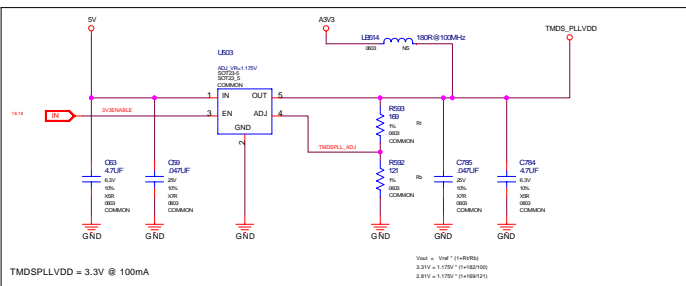 5V
A3V3
TMDS_PLLVDD
LB514 180R@100MHz
0603 NS
U503
ADJ_VR=1.175V
SOT23-5
SOT23_5
COMMON
1 IN OUT 5
3 EN ADJ 4
GND
2
IN
3V3ENABLE
TMDSPLL_ADJ
R593
169
1%
0603
COMMON
Rt
R592
121
1%
0603
COMMON
Rb
C63
4.7UF
6.3V
10%
X5R
0603
COMMON
C59
.047UF
25V
10%
X7R
0603
COMMON
C785
.047UF
25V
10%
X7R
0603
COMMON
C784
4.7UF
6.3V
10%
X5R
0603
COMMON
GND
GND
GND
GND
GND
GND
TMDSPLLVDD = 3.3V @ 100mA
Vout = Vref * (1+Rt/Rb)
3.31V = 1.175V * (1+182/100)
2.81V = 1.175V * (1+169/121)